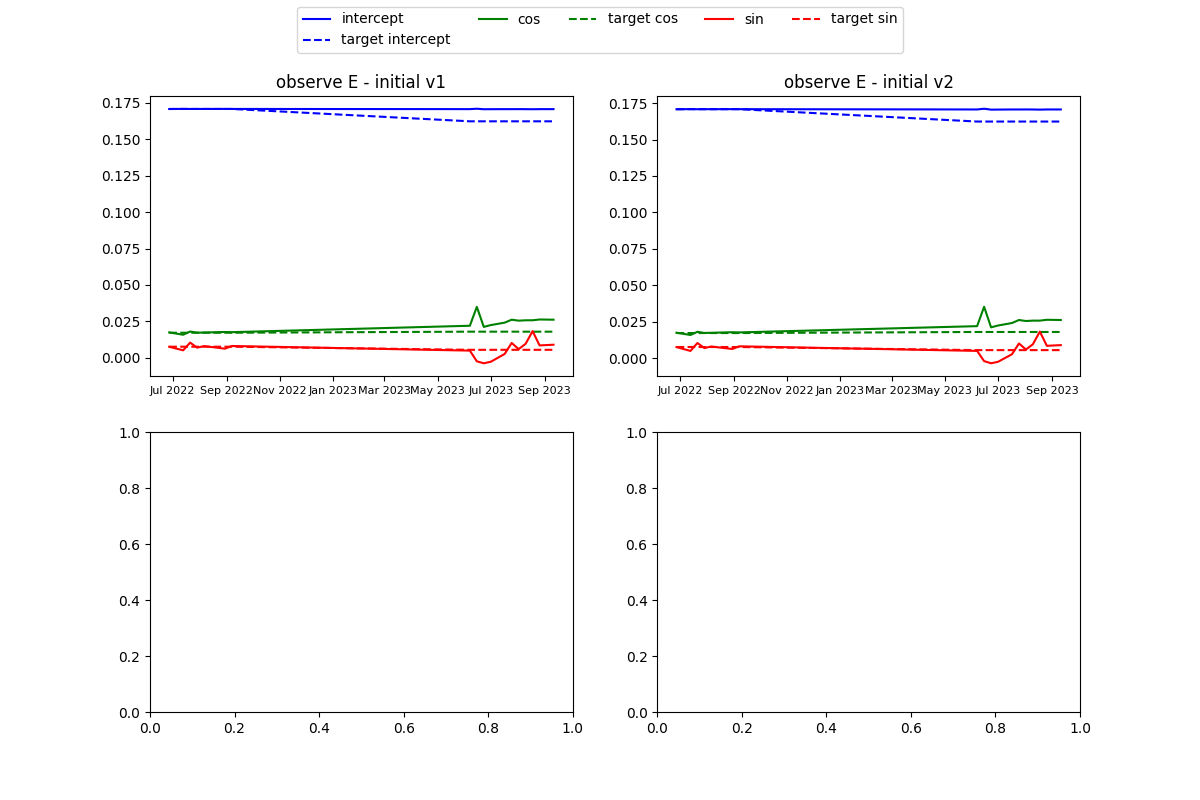 intercept cos target cos sin target sin
target intercept
observe E - initial v1 observe E - initial v2
0.175 0.175
0.150 0.150
0.125 0.125
0.100 0.100
0.075 0.075
0.050 0.050
0.025 0.025
0.000 0.000
Jul 2022 Sep 2022 Nov 2022 Jan 2023 Mar 2023 May 2023 Jul 2023 Sep 2023 Jul 2022 Sep 2022 Nov 2022 Jan 2023 Mar 2023 May 2023 Jul 2023 Sep 2023
1.0 1.0
0.8 0.8
0.6 0.6
0.4 0.4
0.2 0.2
0.0 0.0
0.0 0.2 0.4 0.6 0.8 1.0 0.0 0.2 0.4 0.6 0.8 1.0